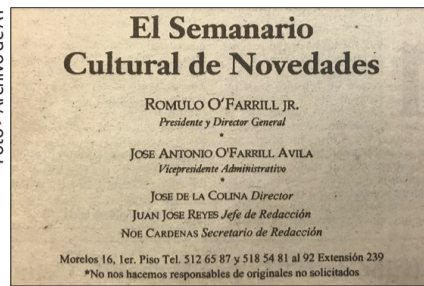 El Semanario
Cultural de Novedades
ROMULO O'FARRILL JR.
Presidente y Director General
*
JOSE ANTONIO O'FARRILL AVILA
Vicepresidente Administrativo
*
JOSE DE LA COLINA Director
JUAN JOSE REYES Jefe de Redacción
NOE CARDENAS Secretario de Redacción
Morelos 16, 1er. Piso Tel. 512 65 87 y 518 54 81 al 92 Extensión 239
*No nos hacemos responsables de originales no solicitados